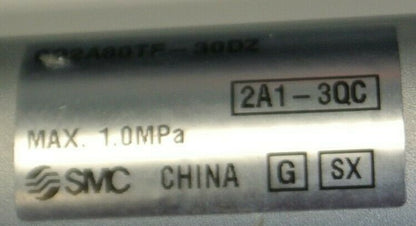 2A1-3QC
MAX. 1.0MPa
SMC CHINA G SX